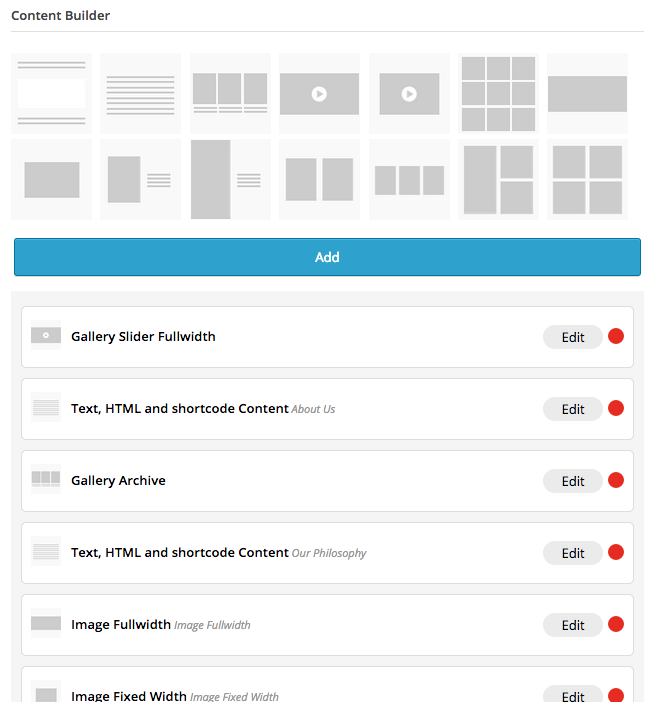 Content Builder
Add
Gallery Slider Fullwidth Edit
Text, HTML and shortcode Content About Us Edit
Gallery Archive Edit
Text, HTML and shortcode Content Our Philosophy Edit
Image Fullwidth Image Fullwidth Edit
Image Fixed Width Image Fixed Width Edit